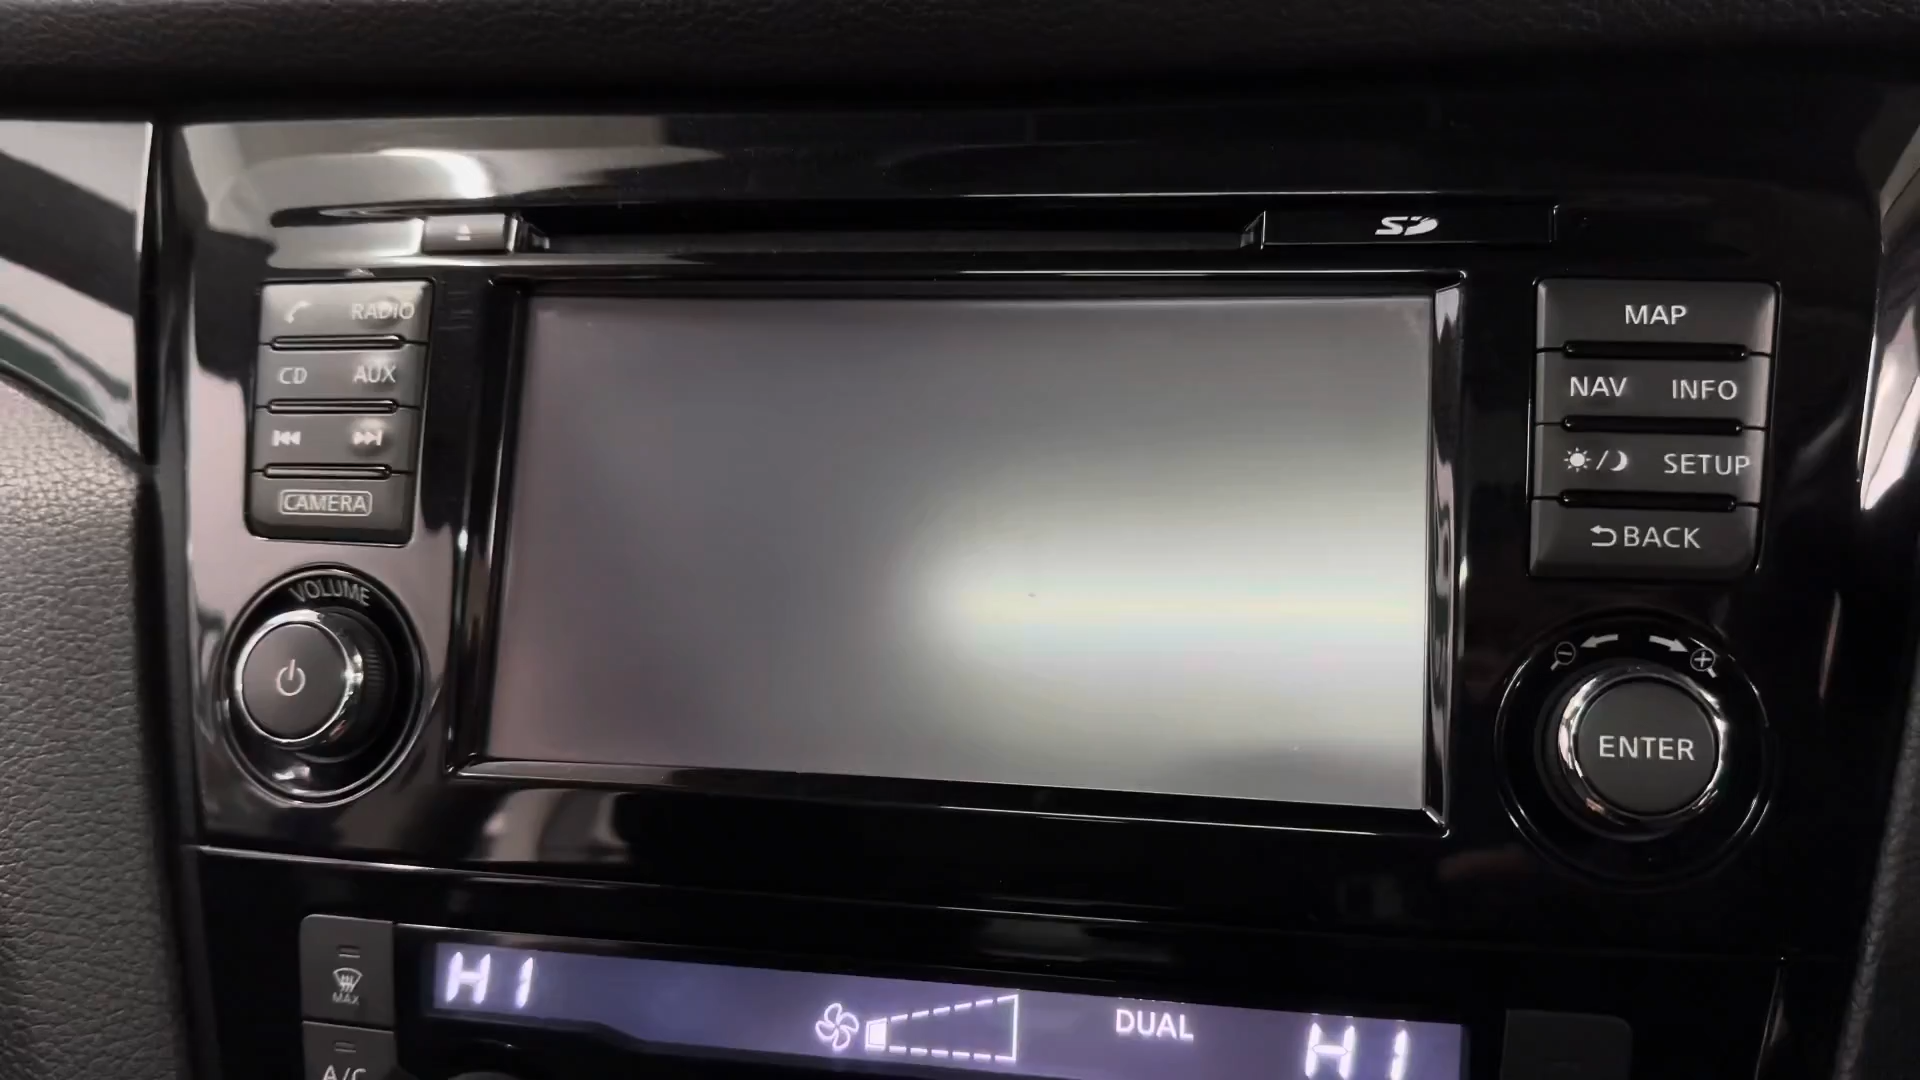 SD
RADIO
CD AUX
CAMERA
VOLUME
MAP
NAV INFO
SETUP
BACK
ENTER
MAX
A/C
HI
DUAL
HI